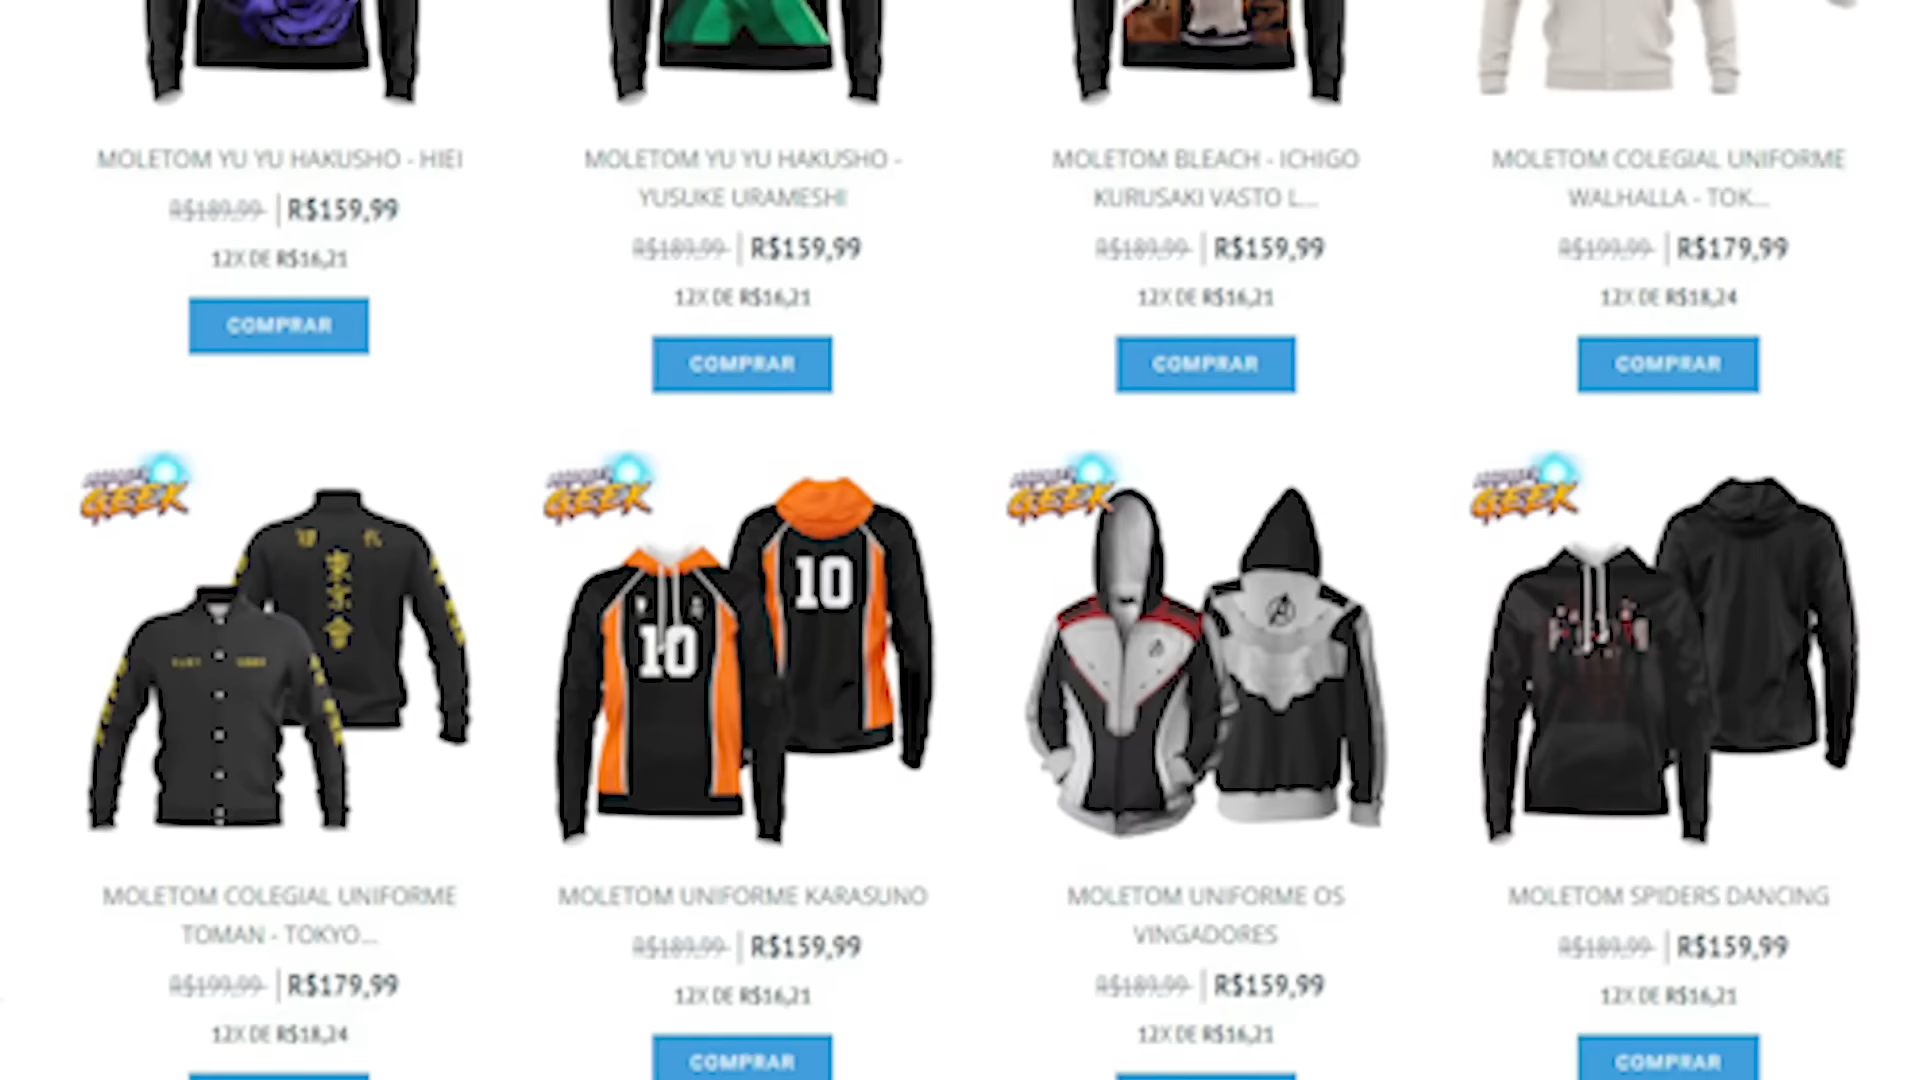 MOLETOM YU YU HAKUSHO - HIEI
R$189,99 R$159,99
12X DE R$16,21
COMPRAR
MOLETOM YU YU HAKUSHO -
YUSUKE URAMESHI
R$189,99 R$159,99
12X DE R$16,21
COMPRAR
MOLETOM BLEACH - ICHIGO
KURUSAKI VASTO L...
R$189,99 R$159,99
12X DE R$16,21
COMPRAR
MOLETOM COLEGIAL UNIFORME
WALHALLA - TOK...
R$199,99 R$179,99
12X DE R$18,24
COMPRAR
GEEK
MOLETOM COLEGIAL UNIFORME
TOMAN - TOKYO...
R$199,99 R$179,99
12X DE R$18,24
GEEK
10
10
MOLETOM UNIFORME KARASUNO
R$189,99 R$159,99
12X DE R$16,21
COMPRAR
GEEK
MOLETOM UNIFORME OS
VINGADORES
R$189,99 R$159,99
12X DE R$16,21
GEEK
MOLETOM SPIDERS DANCING
R$189,99 R$159,99
12X DE R$16,21
COMPRAR